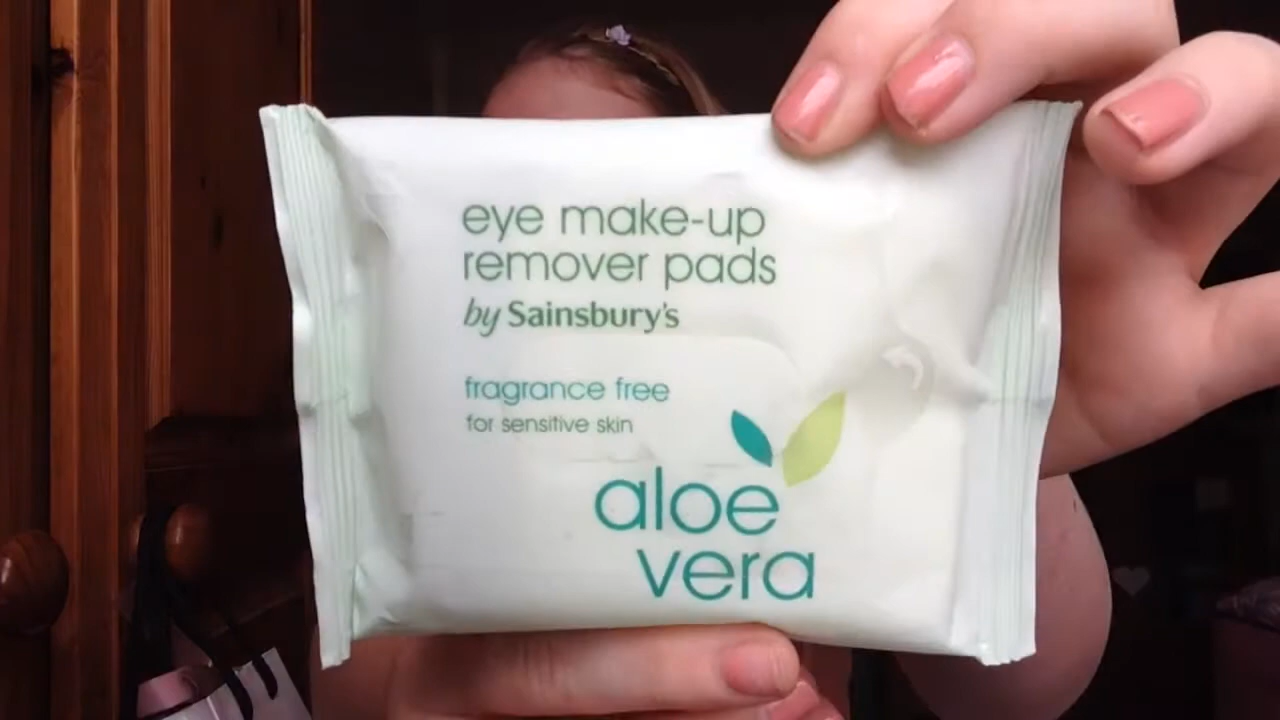 eye make-up
remover pads
by Sainsbury's
fragrance free
for sensitive skin
aloe
vera